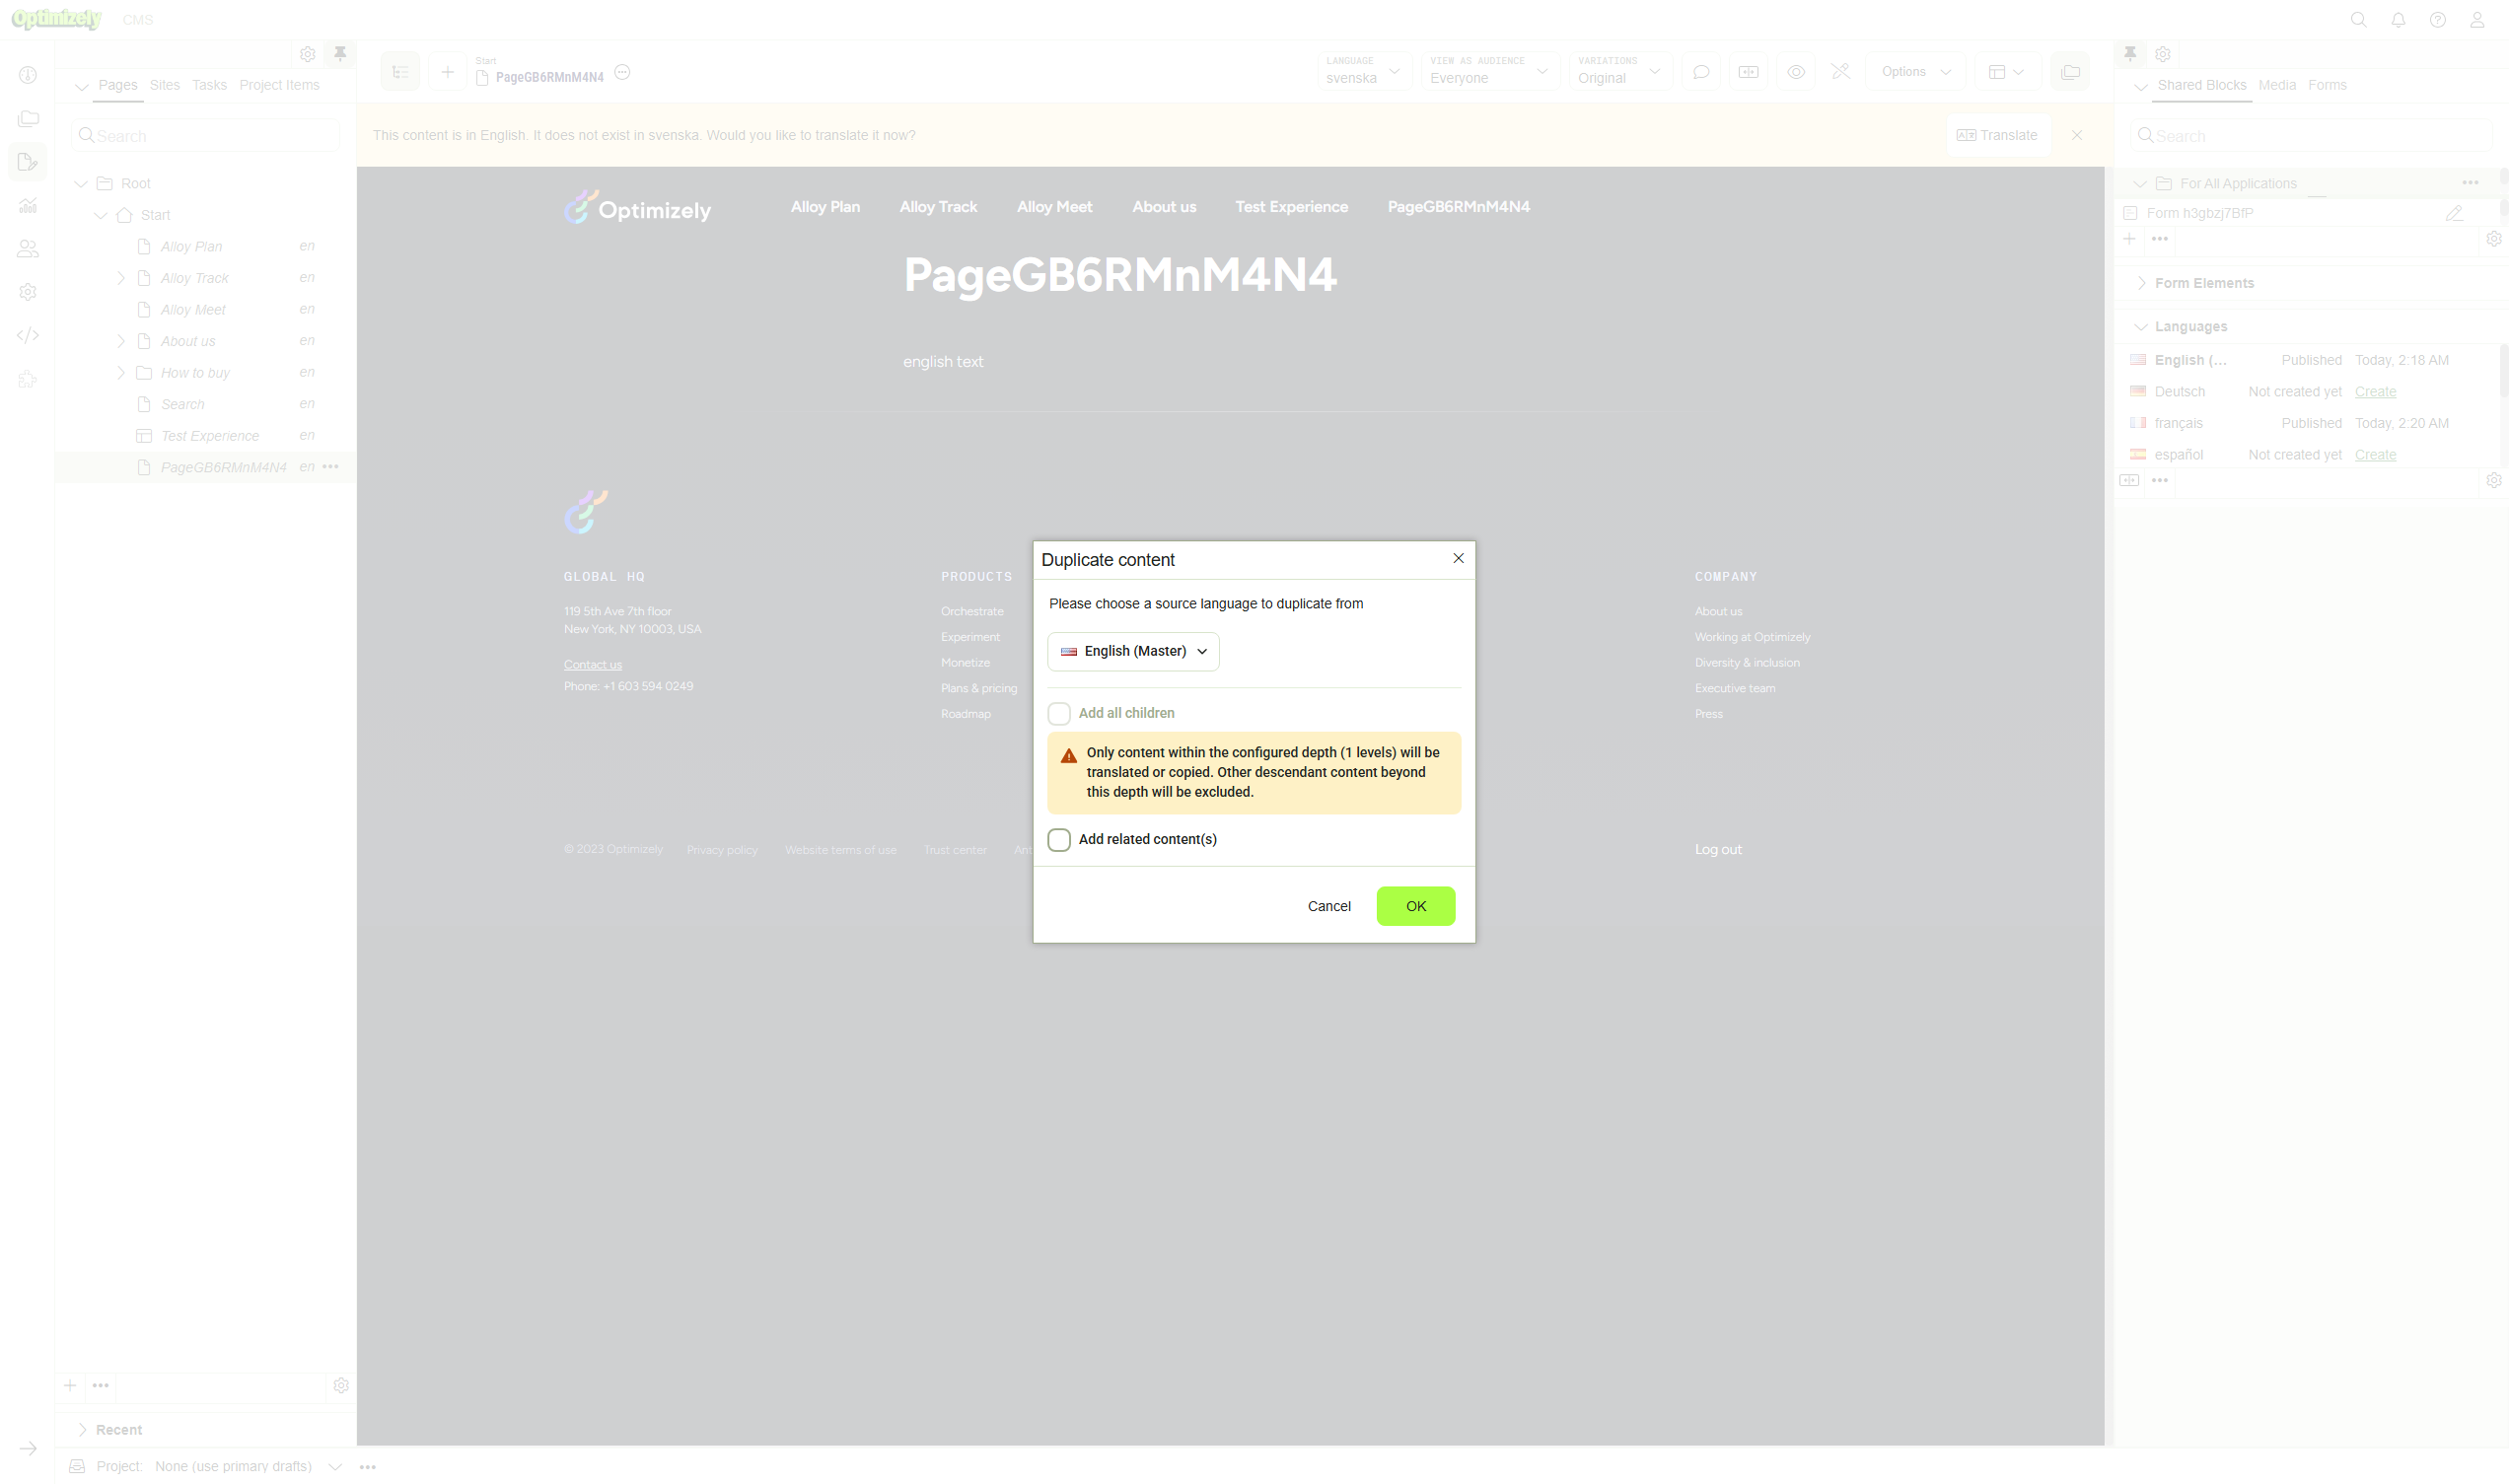 Optimizely
CMS
Pages
Sites
Tasks
Project Items
Search
Root
Start
Alloy Plan en
Alloy Track en
Alloy Meet en
About us en
How to buy en
Search en
Test Experience en
PageGB6RMnM4N4 en
Recent
Project: None (use primary drafts)
Start
PageGB6RMnM4N4
LANGUAGE
svenska
VIEW AS AUDIENCE
Everyone
VARIATIONS
Original
Options
This content is in English. It does not exist in svenska. Would you like to translate it now?
Translate
Optimizely
Alloy Plan
Alloy Track
Alloy Meet
About us
Test Experience
PageGB6RMnM4N4
PageGB6RMnM4N4
english text
GLOBAL HQ
119 5th Ave 7th floor
New York, NY 10003, USA
Contact us
Phone: +1 603 594 0249
PRODUCTS
Orchestrate
Experiment
Monetize
Plans & pricing
Roadmap
COMPANY
About us
Working at Optimizely
Diversity & inclusion
Executive team
Press
© 2023 Optimizely
Privacy policy
Website terms of use
Trust center
Ant
Log out
Duplicate content
Please choose a source language to duplicate from
English (Master)
Add all children
Only content within the configured depth (1 levels) will be
translated or copied. Other descendant content beyond
this depth will be excluded.
Add related content(s)
Cancel
OK
Shared Blocks
Media
Forms
Search
For All Applications
Form h3gbzj7BfP
Form Elements
Languages
English (... Published Today, 2:18 AM
Deutsch Not created yet Create
français Published Today, 2:20 AM
español Not created yet Create